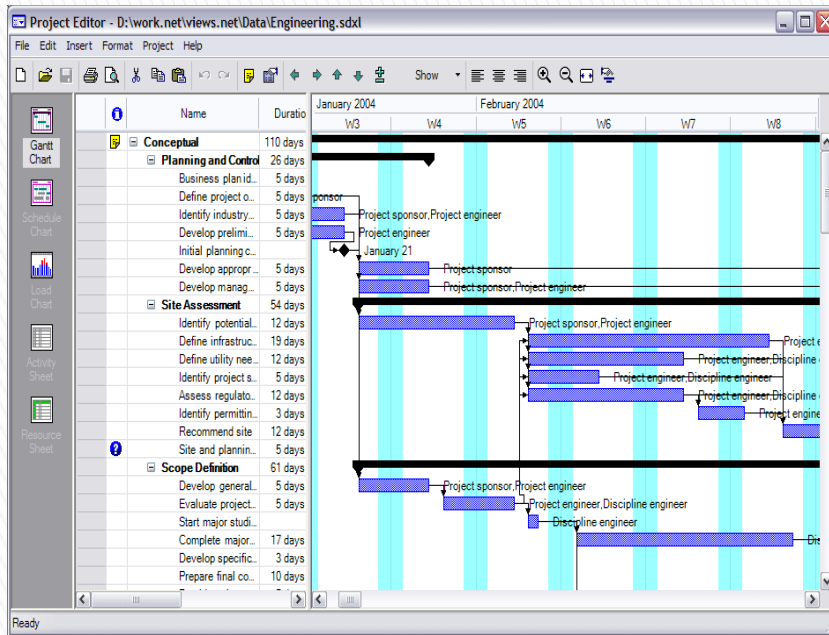 Project Editor - D:\work.net\views.net\Data\Engineering.sdxl
File Edit Insert Format Project Help
Show
Gantt Chart
Schedule Chart
Load Chart
Activity Sheet
Resource Sheet
Name Duratio
January 2004 February 2004
W3 W4 W5 W6 W7 W8
Conceptual 110 days
Planning and Control 26 days
Business plan id... 5 days
Define project o... 5 days ponsor
Identify industry... 5 days Project sponsor,Project engineer
Develop prelimi... 5 days Project engineer
Initial planning c... January 21
Develop appropr... 5 days Project sponsor
Develop manag... 5 days Project sponsor,Project engineer
Site Assessment 54 days
Identify potential... 12 days Project sponsor,Project engineer
Define infrastruc... 19 days Project e
Define utility nee... 12 days Project engineer,Discipline
Identify project s... 5 days Project engineer,Discipline engineer
Assess regulato... 12 days Project engineer,Discipline
Identify permittin... 3 days Project engine
Recommend site 12 days
Site and plannin... 5 days
Scope Definition 61 days
Develop general... 5 days Project sponsor,Project engineer
Evaluate project... 5 days Project engineer,Discipline engineer
Start major studi... Discipline engineer
Complete major... 17 days Dis
Develop specific... 3 days
Prepare final co... 10 days
Ready